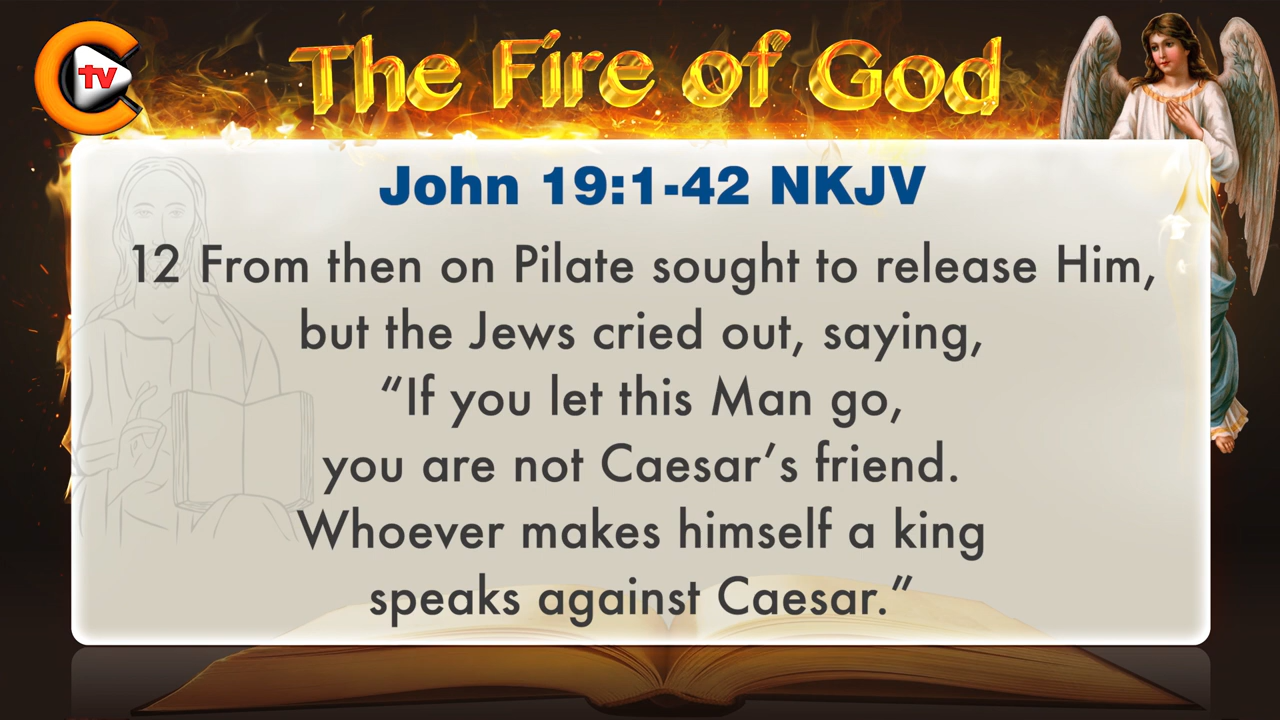 tv
The Fire of God
John 19:1-42 NKJV
12 From then on Pilate sought to release Him,
but the Jews cried out, saying,
“If you let this Man go,
you are not Caesar’s friend.
Whoever makes himself a king
speaks against Caesar.”